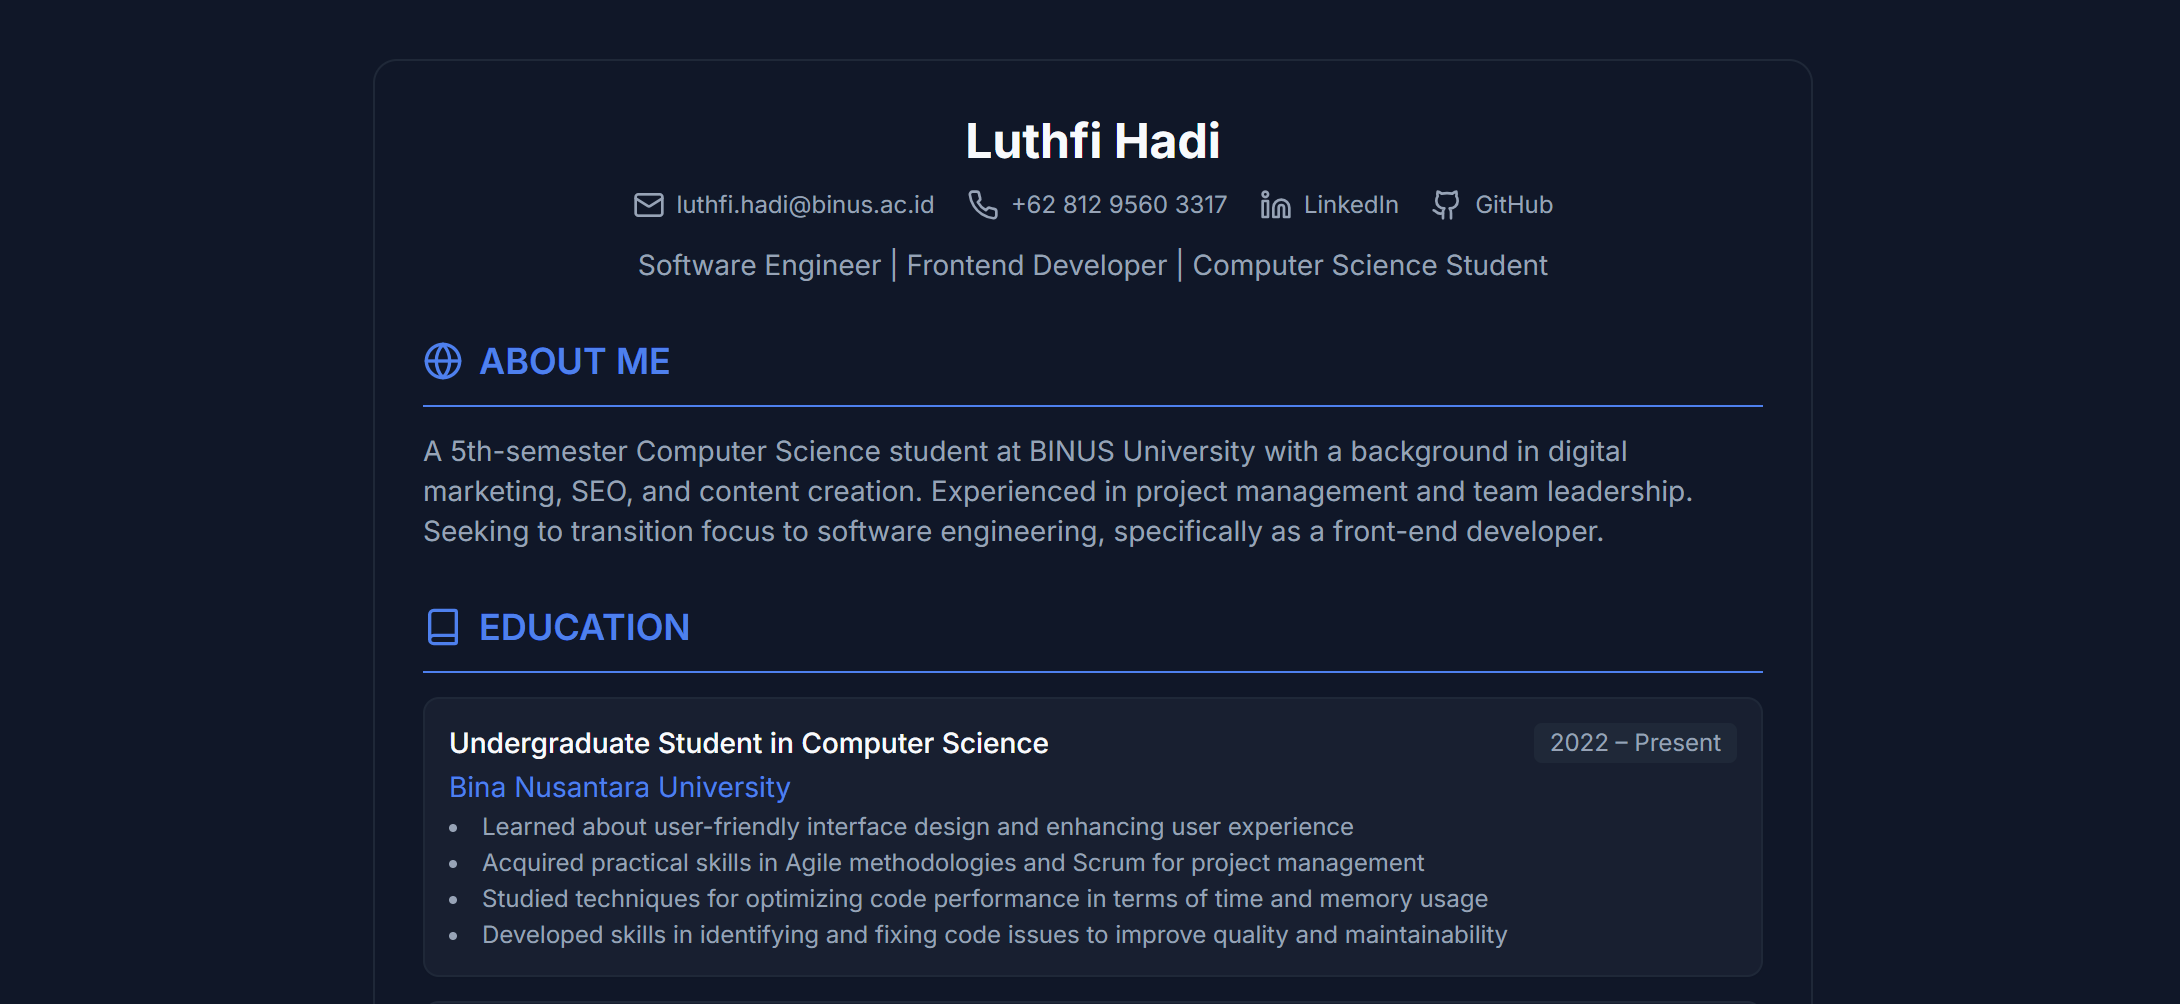 Luthfi Hadi
luthfi.hadi@binus.ac.id +62 812 9560 3317 LinkedIn GitHub
Software Engineer | Frontend Developer | Computer Science Student
ABOUT ME
A 5th-semester Computer Science student at BINUS University with a background in digital
marketing, SEO, and content creation. Experienced in project management and team leadership.
Seeking to transition focus to software engineering, specifically as a front-end developer.
EDUCATION
Undergraduate Student in Computer Science 2022 – Present
Bina Nusantara University
• Learned about user-friendly interface design and enhancing user experience
• Acquired practical skills in Agile methodologies and Scrum for project management
• Studied techniques for optimizing code performance in terms of time and memory usage
• Developed skills in identifying and fixing code issues to improve quality and maintainability